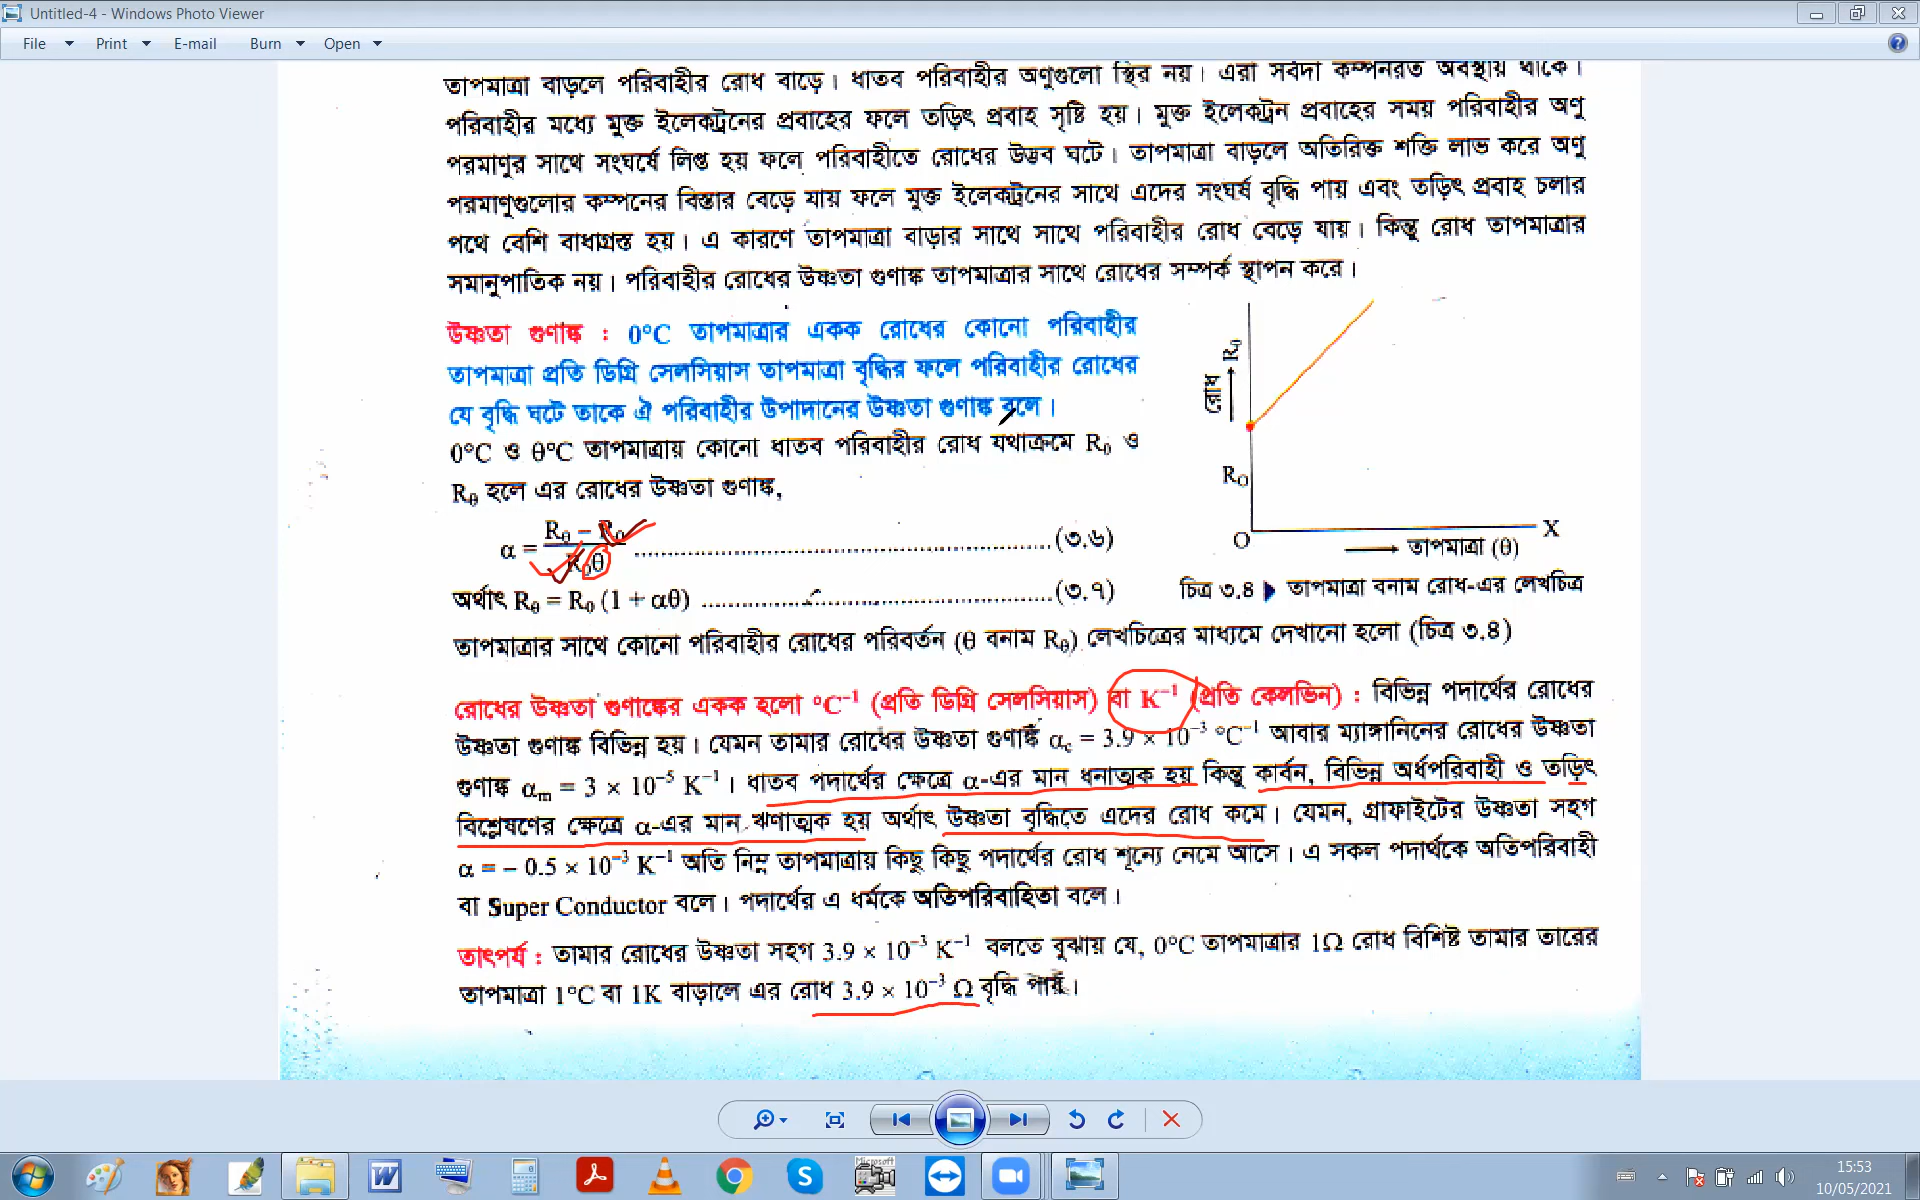 Untitled-4 - Windows Photo Viewer
File Print E-mail Burn Open
তাপমাত্রা বাড়লে পরিবাহীর রোধ বাড়ে। ধাতব পরিবাহীর অণুগুলো স্থির নয়। এরা সর্বদা কম্পনরত অবস্থায় থাকে।
পরিবাহীর মধ্যে মুক্ত ইলেকট্রনের প্রবাহের ফলে তড়িৎ প্রবাহ সৃষ্টি হয়। মুক্ত ইলেকট্রন প্রবাহের সময় পরিবাহীর অণু
পরমাণুর সাথে সংঘর্ষে লিপ্ত হয় ফলে পরিবাহীতে রোধের উদ্ভব ঘটে। তাপমাত্রা বাড়লে অতিরিক্ত শক্তি লাভ করে অণু
পরমাণুগুলোর কম্পনের বিস্তার বেড়ে যায় ফলে মুক্ত ইলেকট্রনের সাথে এদের সংঘর্ষ বৃদ্ধি পায় এবং তড়িৎ প্রবাহ চলার
পথে বেশি বাধাগ্রস্ত হয়। এ কারণে তাপমাত্রা বাড়ার সাথে সাথে পরিবাহীর রোধ বেড়ে যায়। কিন্তু রোধ তাপমাত্রার
সমানুপাতিক নয়। পরিবাহীর রোধের উষ্ণতা গুণাঙ্ক তাপমাত্রার সাথে রোধের সম্পর্ক স্থাপন করে।
উষ্ণতা গুণাঙ্ক : 0°C তাপমাত্রার একক রোধের কোনো পরিবাহীর
তাপমাত্রা প্রতি ডিগ্রি সেলসিয়াস তাপমাত্রা বৃদ্ধির ফলে পরিবাহীর রোধের
যে বৃদ্ধি ঘটে তাকে ঐ পরিবাহীর উপাদানের উষ্ণতা গুণাঙ্ক বলে।
0°C ও θ°C তাপমাত্রায় কোনো ধাতব পরিবাহীর রোধ যথাক্রমে R₀ ও
Rθ হলে এর রোধের উষ্ণতা গুণাঙ্ক,
α = (Rθ – R₀) / R₀θ ........................ (৩.৬)
অর্থাৎ Rθ = R₀ (1 + αθ) ........................ (৩.৭)
রোধ R₀
R₀
O
X
তাপমাত্রা (θ)
চিত্র ৩.৪ ▶ তাপমাত্রা বনাম রোধ-এর লেখচিত্র
তাপমাত্রার সাথে কোনো পরিবাহীর রোধের পরিবর্তন (θ বনাম Rθ) লেখচিত্রের মাধ্যমে দেখানো হলো (চিত্র ৩.৪)
রোধের উষ্ণতা গুণাঙ্কের একক হলো °C⁻¹ (প্রতি ডিগ্রি সেলসিয়াস) বা K⁻¹ (প্রতি কেলভিন) : বিভিন্ন পদার্থের রোধের
উষ্ণতা গুণাঙ্ক বিভিন্ন হয়। যেমন তামার রোধের উষ্ণতা গুণাঙ্ক αc = 3.9 × 10⁻³ °C⁻¹ আবার ম্যাঙ্গানিনের রোধের উষ্ণতা
গুণাঙ্ক αm = 3 × 10⁻⁵ K⁻¹। ধাতব পদার্থের ক্ষেত্রে α-এর মান ধনাত্মক হয় কিন্তু কার্বন, বিভিন্ন অর্ধপরিবাহী ও তড়িৎ
বিশ্লেষণের ক্ষেত্রে α-এর মান ঋণাত্মক হয় অর্থাৎ উষ্ণতা বৃদ্ধিতে এদের রোধ কমে। যেমন, গ্রাফাইটের উষ্ণতা সহগ
α = – 0.5 × 10⁻³ K⁻¹ অতি নিম্ন তাপমাত্রায় কিছু কিছু পদার্থের রোধ শূন্যে নেমে আসে। এ সকল পদার্থকে অতিপরিবাহী
বা Super Conductor বলে। পদার্থের এ ধর্মকে অতিপরিবাহিতা বলে।
তাৎপর্য : তামার রোধের উষ্ণতা সহগ 3.9 × 10⁻³ K⁻¹ বলতে বুঝায় যে, 0°C তাপমাত্রার 1Ω রোধ বিশিষ্ট তামার তারের
তাপমাত্রা 1°C বা 1K বাড়ালে এর রোধ 3.9 × 10⁻³ Ω বৃদ্ধি পায়।
15:53
10/05/2021